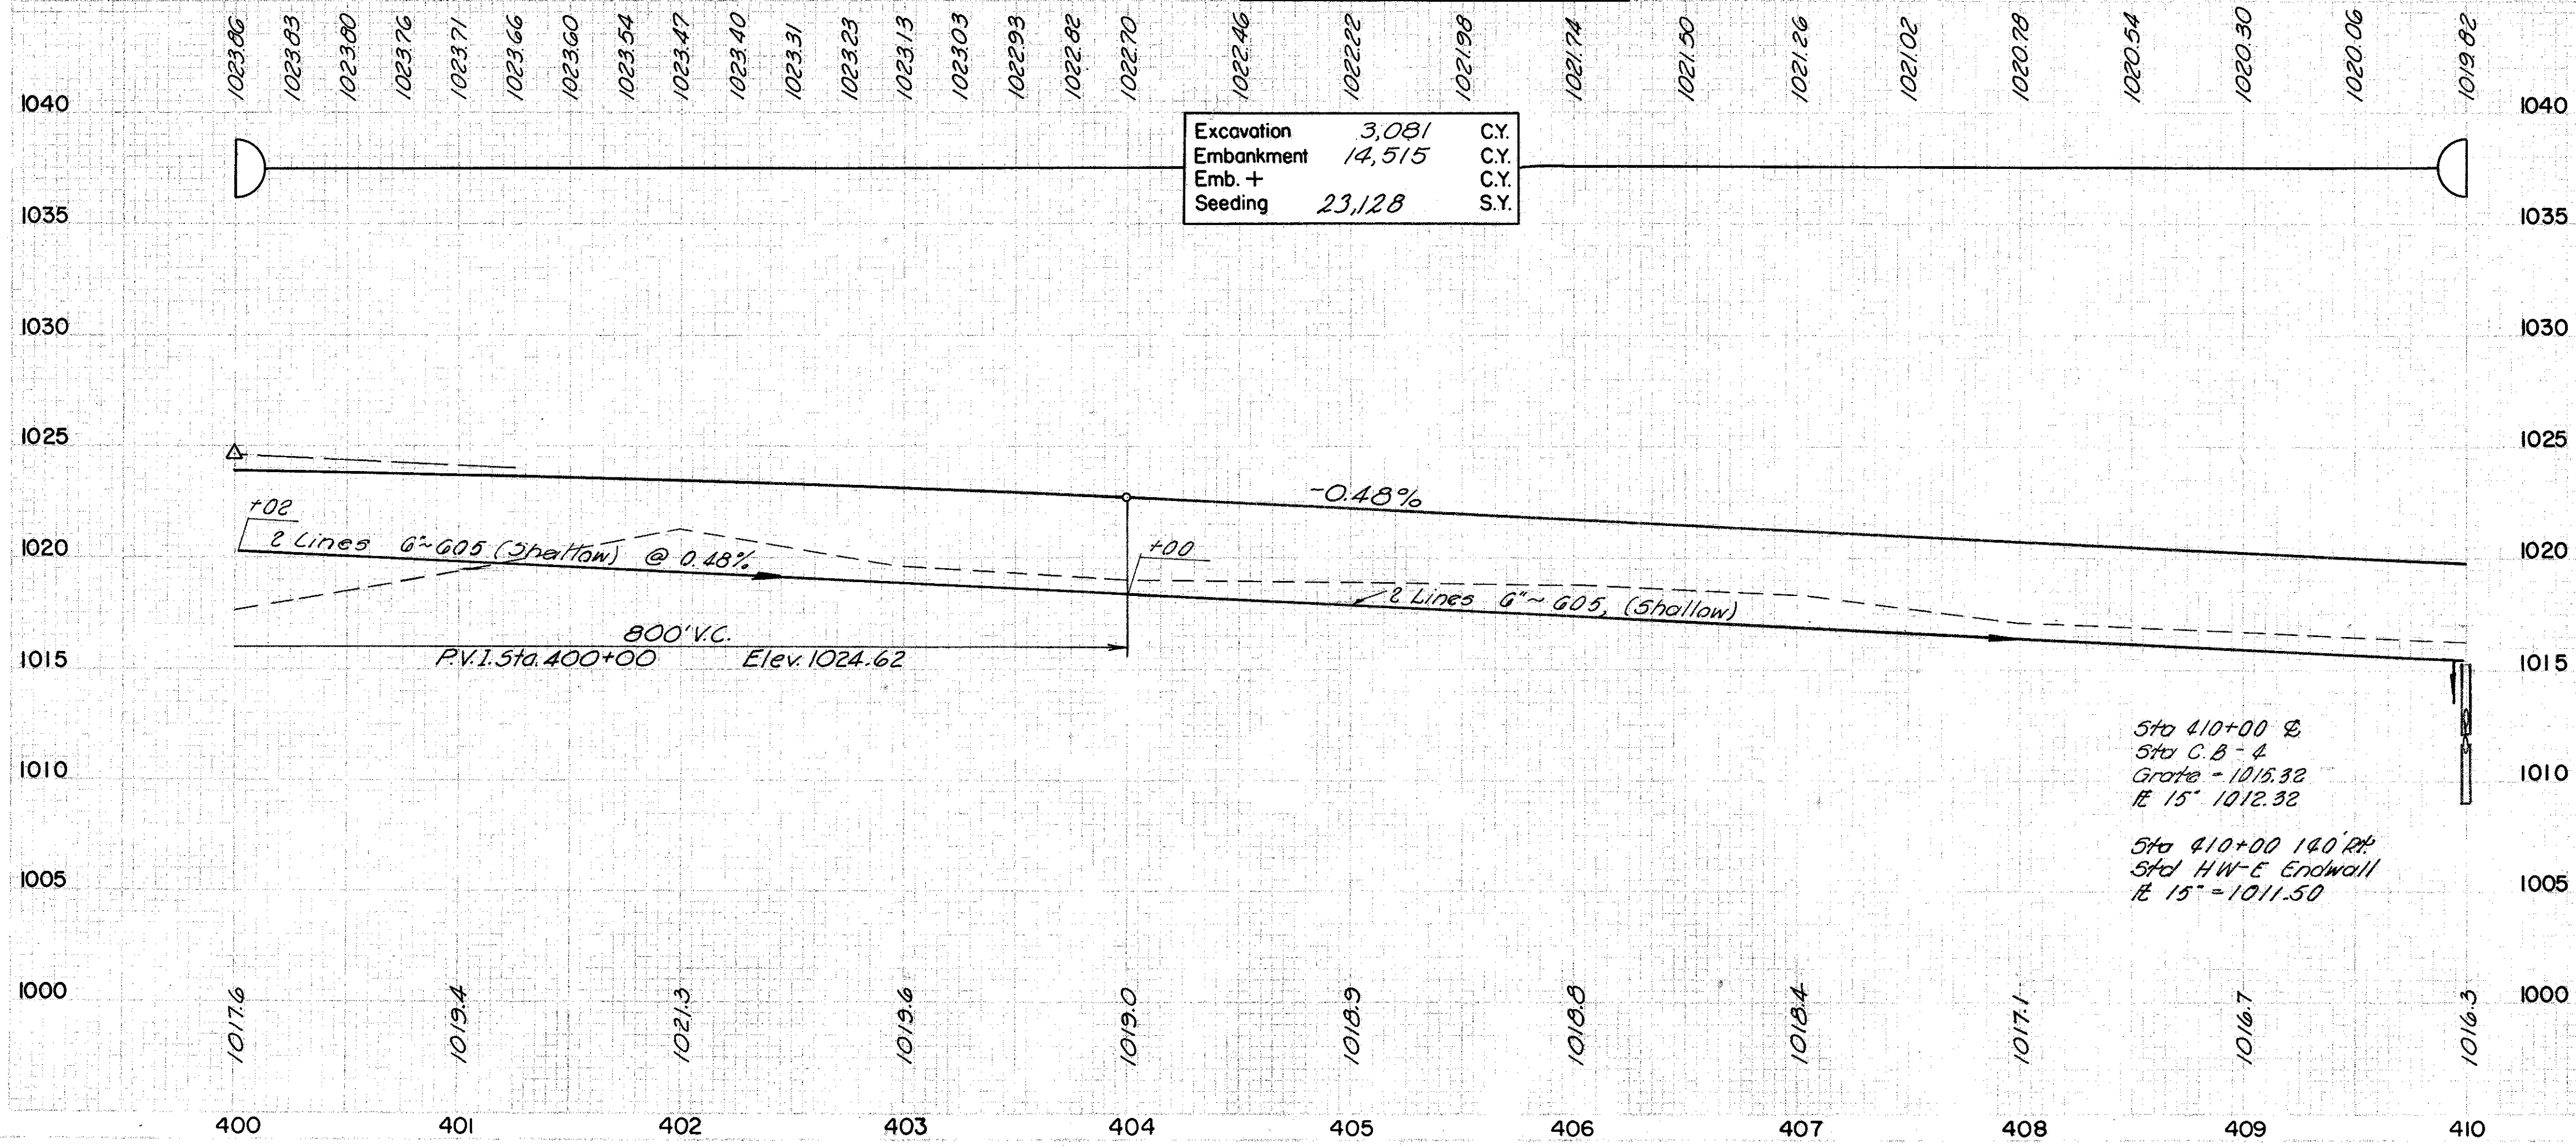 1023.86 1023.83 1023.80 1023.76 1023.71 1023.66 1023.60 1023.54 1023.47 1023.40 1023.31 1023.23 1023.13 1023.03 1022.93 1022.82 1022.70 1022.46 1022.22 1021.98 1021.74 1021.50 1021.26 1021.02 1020.78 1020.54 1020.30 1020.06 1019.82
1040 1040
Excavation 3,081 C.Y.
Embankment 14,515 C.Y.
Emb. + C.Y.
Seeding 23,128 S.Y.
1035 1035
1030 1030
1025 1025
-0.48%
+02
2 Lines 6"~605 (Shallow) @ 0.48%
1020 1020
+00
2 Lines 6"~605, (Shallow)
800' V.C.
P.V.I. Sta. 400+00 Elev. 1024.62
1015 1015
Sta 410+00 ℄
Std C.B-4
Grate = 1015.32
℄ 15" 1012.32
1010 1010
Sta 410+00 140' Rt.
Std HW-E Endwall
℄ 15" = 1011.50
1005 1005
1000 1000
1017.6 1019.4 1021.3 1019.6 1019.0 1018.9 1018.8 1018.4 1017.1 1016.7 1016.3
400 401 402 403 404 405 406 407 408 409 410